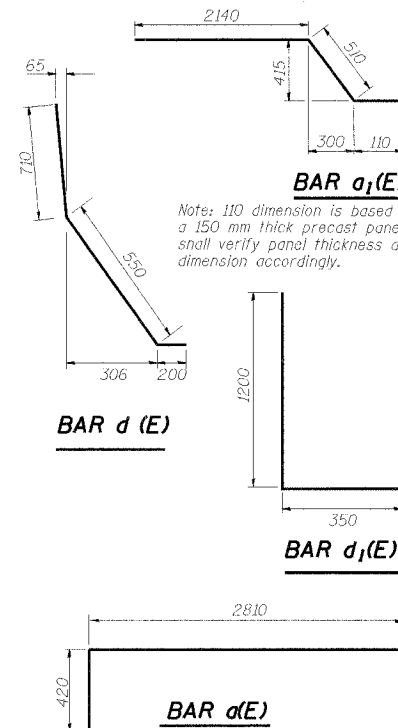 2140
65
510
415
710
300
110
BAR a1(E
Note: 110 dimension is based
a 150 mm thick precast pane
shall verify panel thickness a
dimension accordingly.
550
306
200
1200
BAR d (E)
350
BAR d1(E)
2810
420
BAR a(E)